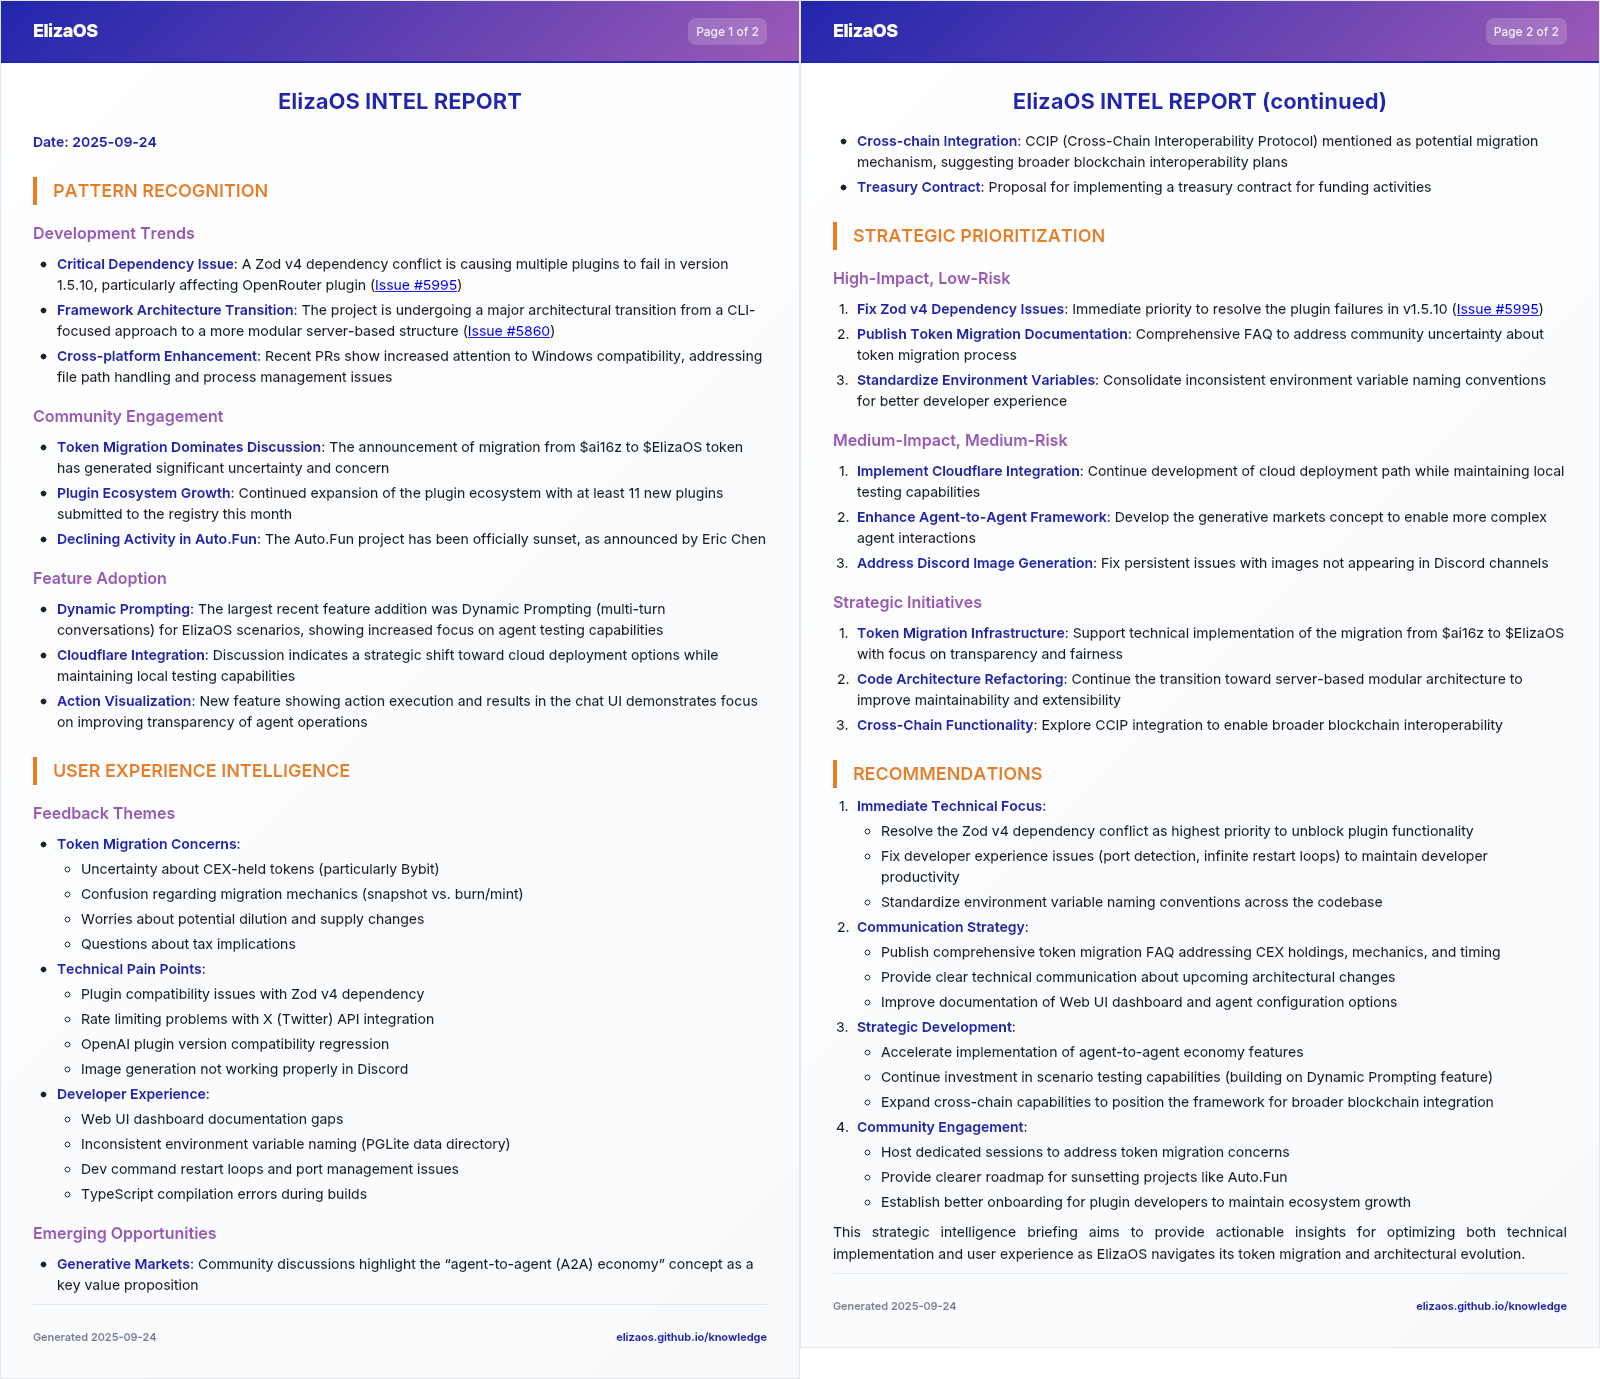 ElizaOS
Page 1 of 2
ElizaOS INTEL REPORT
Date: 2025-09-24
PATTERN RECOGNITION
Development Trends
• Critical Dependency Issue: A Zod v4 dependency conflict is causing multiple plugins to fail in version
1.5.10, particularly affecting OpenRouter plugin (Issue #5995)
• Framework Architecture Transition: The project is undergoing a major architectural transition from a CLI-
focused approach to a more modular server-based structure (Issue #5860)
• Cross-platform Enhancement: Recent PRs show increased attention to Windows compatibility, addressing
file path handling and process management issues
Community Engagement
• Token Migration Dominates Discussion: The announcement of migration from $ai16z to $ElizaOS token
has generated significant uncertainty and concern
• Plugin Ecosystem Growth: Continued expansion of the plugin ecosystem with at least 11 new plugins
submitted to the registry this month
• Declining Activity in Auto.Fun: The Auto.Fun project has been officially sunset, as announced by Eric Chen
Feature Adoption
• Dynamic Prompting: The largest recent feature addition was Dynamic Prompting (multi-turn
conversations) for ElizaOS scenarios, showing increased focus on agent testing capabilities
• Cloudflare Integration: Discussion indicates a strategic shift toward cloud deployment options while
maintaining local testing capabilities
• Action Visualization: New feature showing action execution and results in the chat UI demonstrates focus
on improving transparency of agent operations
USER EXPERIENCE INTELLIGENCE
Feedback Themes
• Token Migration Concerns:
◦ Uncertainty about CEX-held tokens (particularly Bybit)
◦ Confusion regarding migration mechanics (snapshot vs. burn/mint)
◦ Worries about potential dilution and supply changes
◦ Questions about tax implications
• Technical Pain Points:
◦ Plugin compatibility issues with Zod v4 dependency
◦ Rate limiting problems with X (Twitter) API integration
◦ OpenAI plugin version compatibility regression
◦ Image generation not working properly in Discord
• Developer Experience:
◦ Web UI dashboard documentation gaps
◦ Inconsistent environment variable naming (PGLite data directory)
◦ Dev command restart loops and port management issues
◦ TypeScript compilation errors during builds
Emerging Opportunities
• Generative Markets: Community discussions highlight the “agent-to-agent (A2A) economy” concept as a
key value proposition
Generated 2025-09-24
elizaos.github.io/knowledge
ElizaOS
Page 2 of 2
ElizaOS INTEL REPORT (continued)
• Cross-chain Integration: CCIP (Cross-Chain Interoperability Protocol) mentioned as potential migration
mechanism, suggesting broader blockchain interoperability plans
• Treasury Contract: Proposal for implementing a treasury contract for funding activities
STRATEGIC PRIORITIZATION
High-Impact, Low-Risk
1. Fix Zod v4 Dependency Issues: Immediate priority to resolve the plugin failures in v1.5.10 (Issue #5995)
2. Publish Token Migration Documentation: Comprehensive FAQ to address community uncertainty about
token migration process
3. Standardize Environment Variables: Consolidate inconsistent environment variable naming conventions
for better developer experience
Medium-Impact, Medium-Risk
1. Implement Cloudflare Integration: Continue development of cloud deployment path while maintaining local
testing capabilities
2. Enhance Agent-to-Agent Framework: Develop the generative markets concept to enable more complex
agent interactions
3. Address Discord Image Generation: Fix persistent issues with images not appearing in Discord channels
Strategic Initiatives
1. Token Migration Infrastructure: Support technical implementation of the migration from $ai16z to $ElizaOS
with focus on transparency and fairness
2. Code Architecture Refactoring: Continue the transition toward server-based modular architecture to
improve maintainability and extensibility
3. Cross-Chain Functionality: Explore CCIP integration to enable broader blockchain interoperability
RECOMMENDATIONS
1. Immediate Technical Focus:
◦ Resolve the Zod v4 dependency conflict as highest priority to unblock plugin functionality
◦ Fix developer experience issues (port detection, infinite restart loops) to maintain developer
productivity
◦ Standardize environment variable naming conventions across the codebase
2. Communication Strategy:
◦ Publish comprehensive token migration FAQ addressing CEX holdings, mechanics, and timing
◦ Provide clear technical communication about upcoming architectural changes
◦ Improve documentation of Web UI dashboard and agent configuration options
3. Strategic Development:
◦ Accelerate implementation of agent-to-agent economy features
◦ Continue investment in scenario testing capabilities (building on Dynamic Prompting feature)
◦ Expand cross-chain capabilities to position the framework for broader blockchain integration
4. Community Engagement:
◦ Host dedicated sessions to address token migration concerns
◦ Provide clearer roadmap for sunsetting projects like Auto.Fun
◦ Establish better onboarding for plugin developers to maintain ecosystem growth
This strategic intelligence briefing aims to provide actionable insights for optimizing both technical
implementation and user experience as ElizaOS navigates its token migration and architectural evolution.
Generated 2025-09-24
elizaos.github.io/knowledge